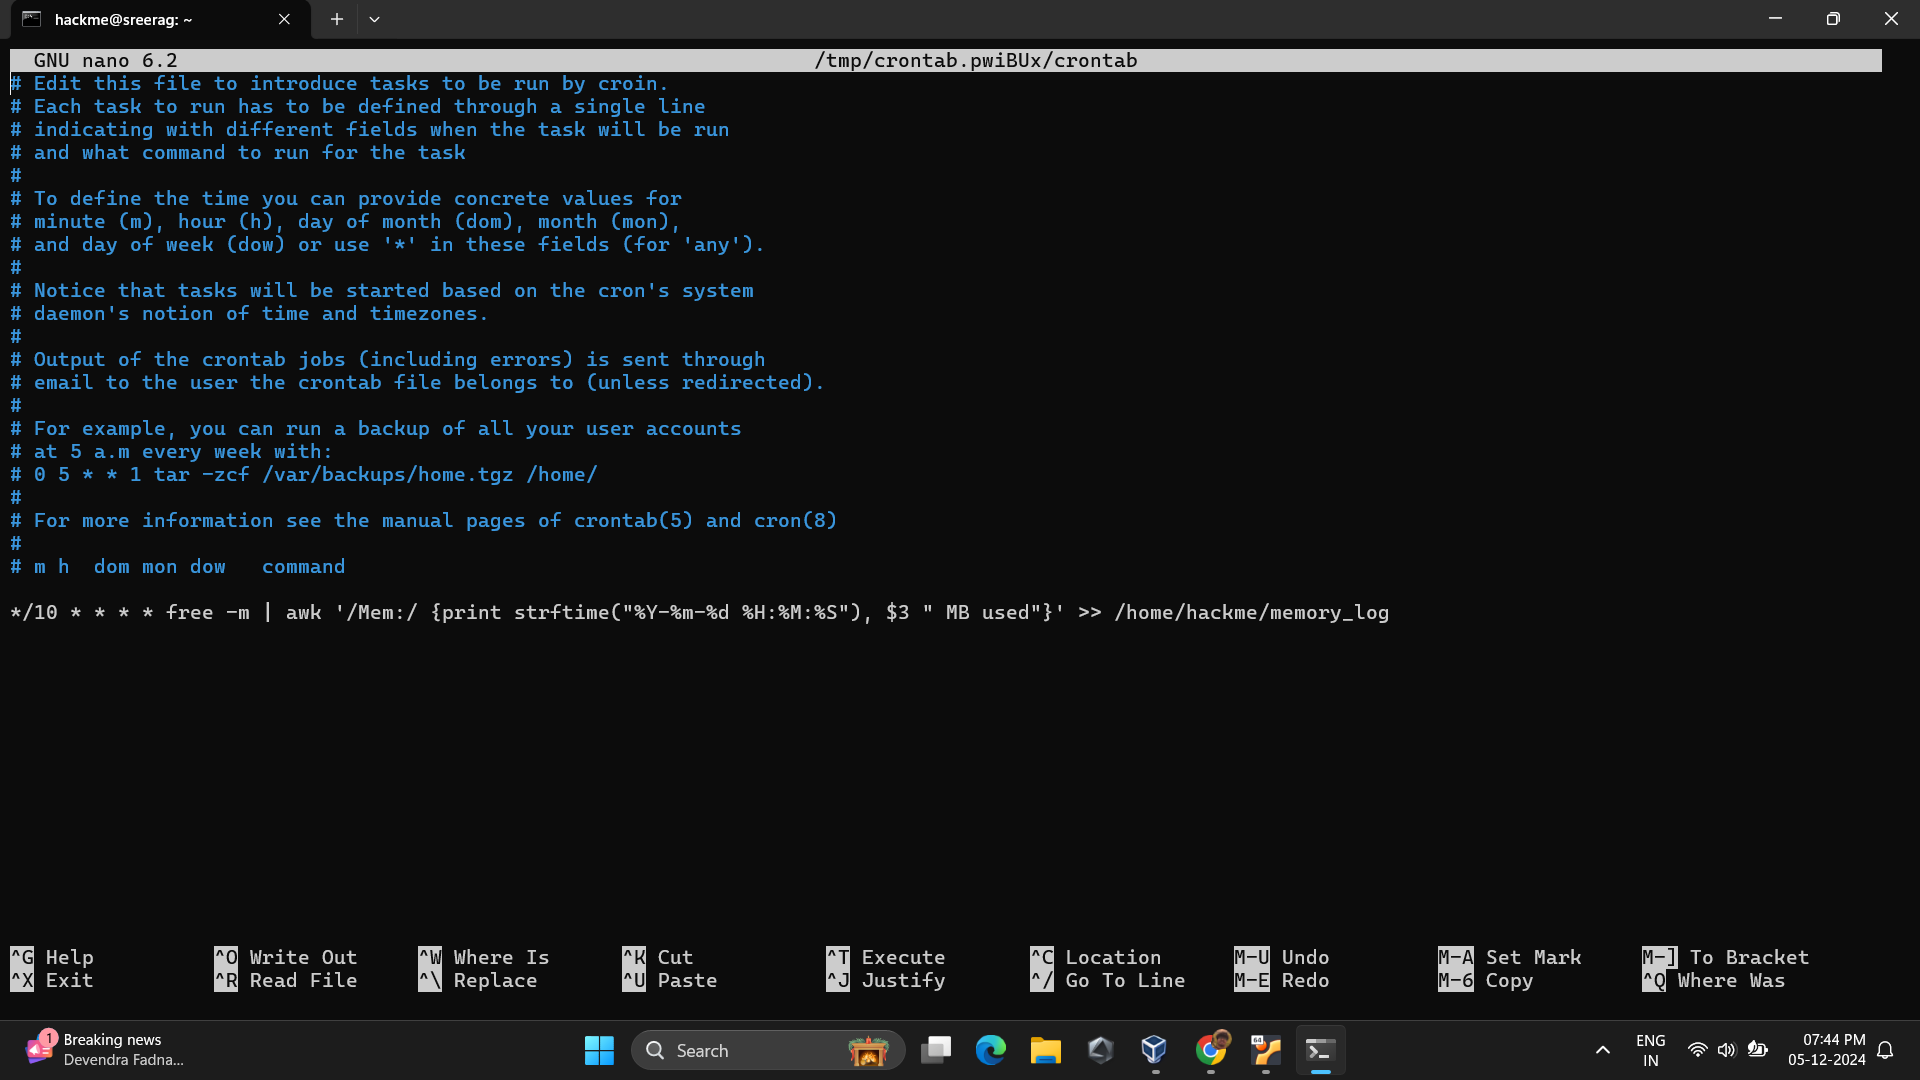 hackme@sreerag: ~
GNU nano 6.2 /tmp/crontab.pwiBUx/crontab
# Edit this file to introduce tasks to be run by croin.
# Each task to run has to be defined through a single line
# indicating with different fields when the task will be run
# and what command to run for the task
#
# To define the time you can provide concrete values for
# minute (m), hour (h), day of month (dom), month (mon),
# and day of week (dow) or use '*' in these fields (for 'any').
#
# Notice that tasks will be started based on the cron's system
# daemon's notion of time and timezones.
#
# Output of the crontab jobs (including errors) is sent through
# email to the user the crontab file belongs to (unless redirected).
#
# For example, you can run a backup of all your user accounts
# at 5 a.m every week with:
# 0 5 * * 1 tar -zcf /var/backups/home.tgz /home/
#
# For more information see the manual pages of crontab(5) and cron(8)
#
# m h  dom mon dow   command
*/10 * * * * free -m | awk '/Mem:/ {print strftime("%Y-%m-%d %H:%M:%S"), $3 " MB used"}' >> /home/hackme/memory_log
^G Help ^O Write Out ^W Where Is ^K Cut ^T Execute ^C Location M-U Undo M-A Set Mark M-] To Bracket
^X Exit ^R Read File ^\ Replace ^U Paste ^J Justify ^/ Go To Line M-E Redo M-6 Copy ^Q Where Was
1
Breaking news
Devendra Fadna...
Search
64
ENG
IN
07:44 PM
05-12-2024